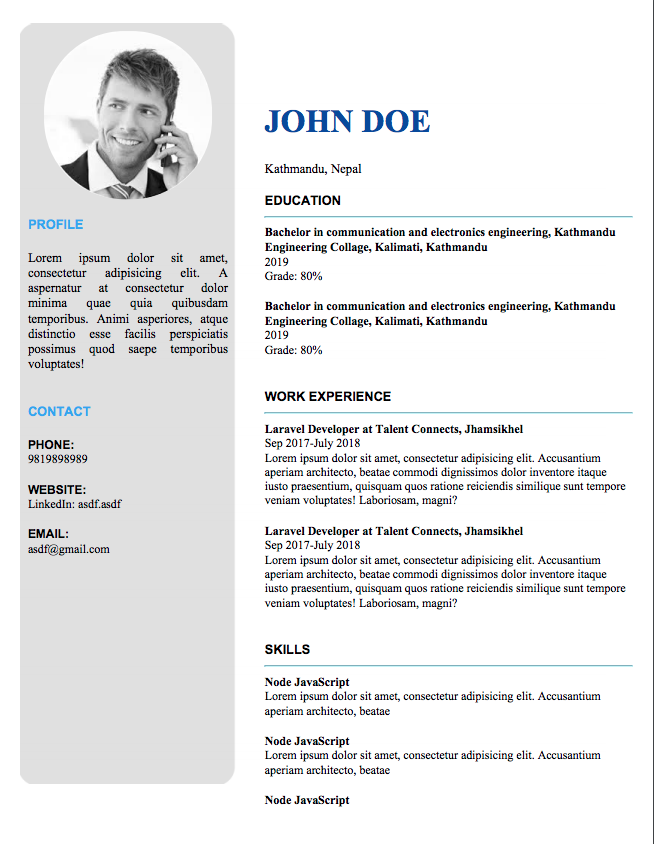 PROFILE
Lorem ipsum dolor sit amet,
consectetur adipisicing elit. A
aspernatur at consectetur dolor
minima quae quia quibusdam
temporibus. Animi asperiores, atque
distinctio esse facilis perspiciatis
possimus quod saepe temporibus
voluptates!
CONTACT
PHONE:
9819898989
WEBSITE:
LinkedIn: asdf.asdf
EMAIL:
asdf@gmail.com
JOHN DOE
Kathmandu, Nepal
EDUCATION
Bachelor in communication and electronics engineering, Kathmandu
Engineering Collage, Kalimati, Kathmandu
2019
Grade: 80%
Bachelor in communication and electronics engineering, Kathmandu
Engineering Collage, Kalimati, Kathmandu
2019
Grade: 80%
WORK EXPERIENCE
Laravel Developer at Talent Connects, Jhamsikhel
Sep 2017-July 2018
Lorem ipsum dolor sit amet, consectetur adipisicing elit. Accusantium
aperiam architecto, beatae commodi dignissimos dolor inventore itaque
iusto praesentium, quisquam quos ratione reiciendis similique sunt tempore
veniam voluptates! Laboriosam, magni?
Laravel Developer at Talent Connects, Jhamsikhel
Sep 2017-July 2018
Lorem ipsum dolor sit amet, consectetur adipisicing elit. Accusantium
aperiam architecto, beatae commodi dignissimos dolor inventore itaque
iusto praesentium, quisquam quos ratione reiciendis similique sunt tempore
veniam voluptates! Laboriosam, magni?
SKILLS
Node JavaScript
Lorem ipsum dolor sit amet, consectetur adipisicing elit. Accusantium
aperiam architecto, beatae
Node JavaScript
Lorem ipsum dolor sit amet, consectetur adipisicing elit. Accusantium
aperiam architecto, beatae
Node JavaScript